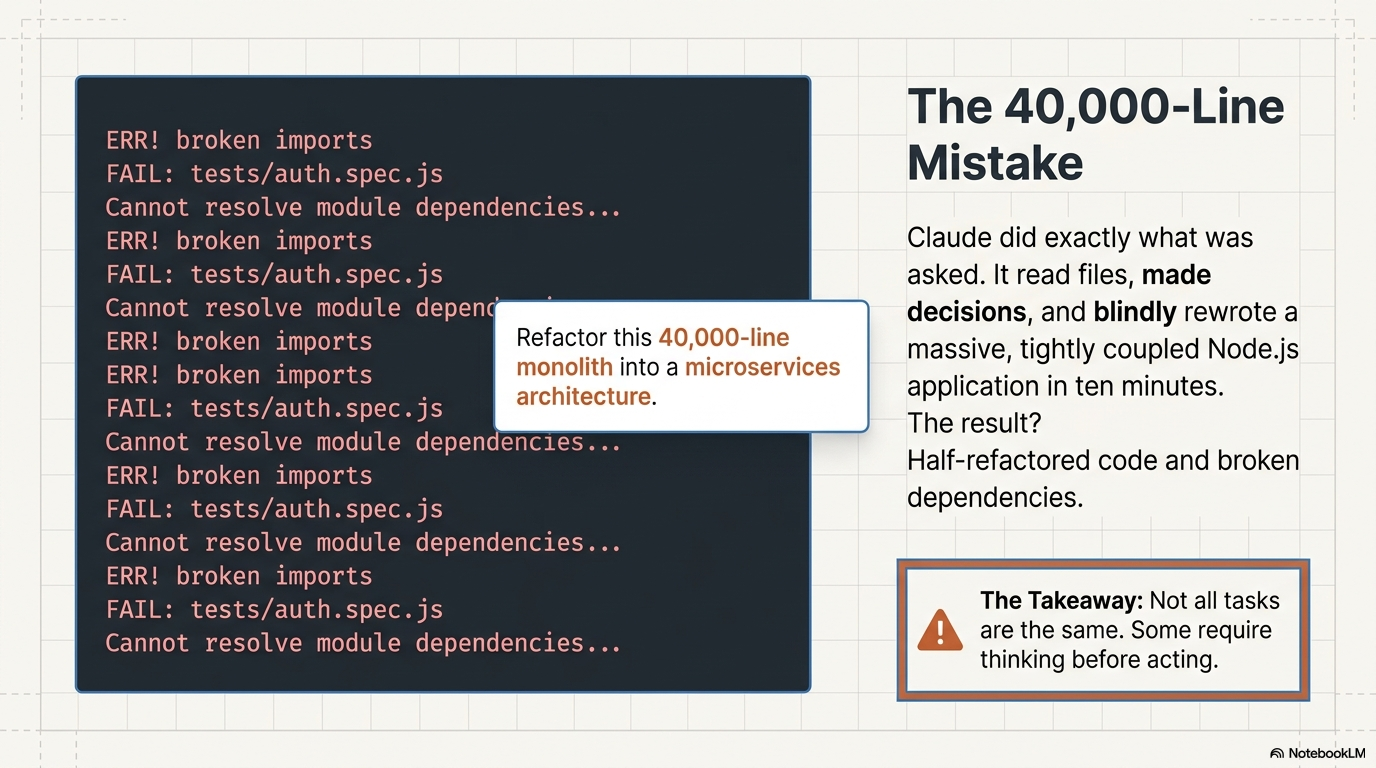 ERR! broken imports
FAIL: tests/auth.spec.js
Cannot resolve module dependencies...
ERR! broken imports
FAIL: tests/auth.spec.js
Cannot resolve module
ERR! broken imports
ERR! broken imports
FAIL: tests/auth.spec.js
Cannot resolve module dependencies...
ERR! broken imports
FAIL: tests/auth.spec.js
Cannot resolve module dependencies...
ERR! broken imports
FAIL: tests/auth.spec.js
Cannot resolve module dependencies...
Refactor this 40,000-line
monolith into a microservices
architecture.
The 40,000-Line
Mistake
Claude did exactly what was
asked. It read files, made
decisions, and blindly rewrote a
massive, tightly coupled Node.js
application in ten minutes.
The result?
Half-refactored code and broken
dependencies.
The Takeaway: Not all tasks
are the same. Some require
thinking before acting.
NotebookLM